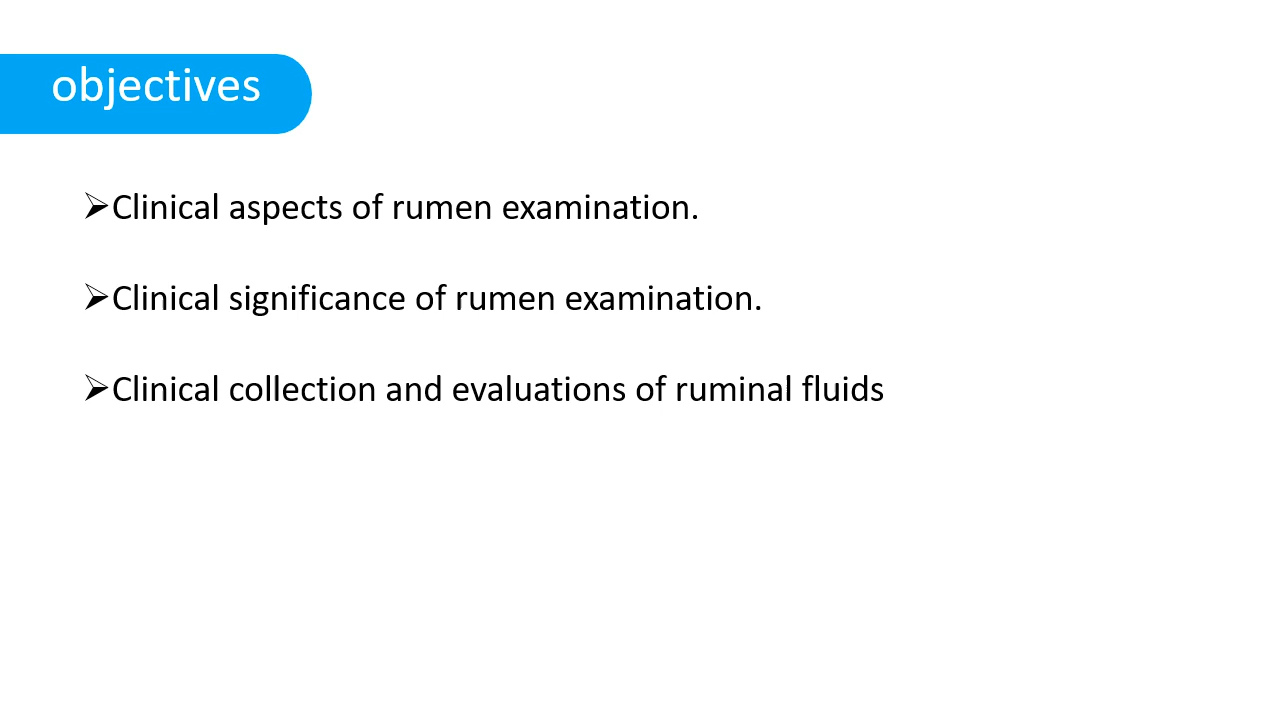 objectives
➢Clinical aspects of rumen examination.
➢Clinical significance of rumen examination.
➢Clinical collection and evaluations of ruminal fluids